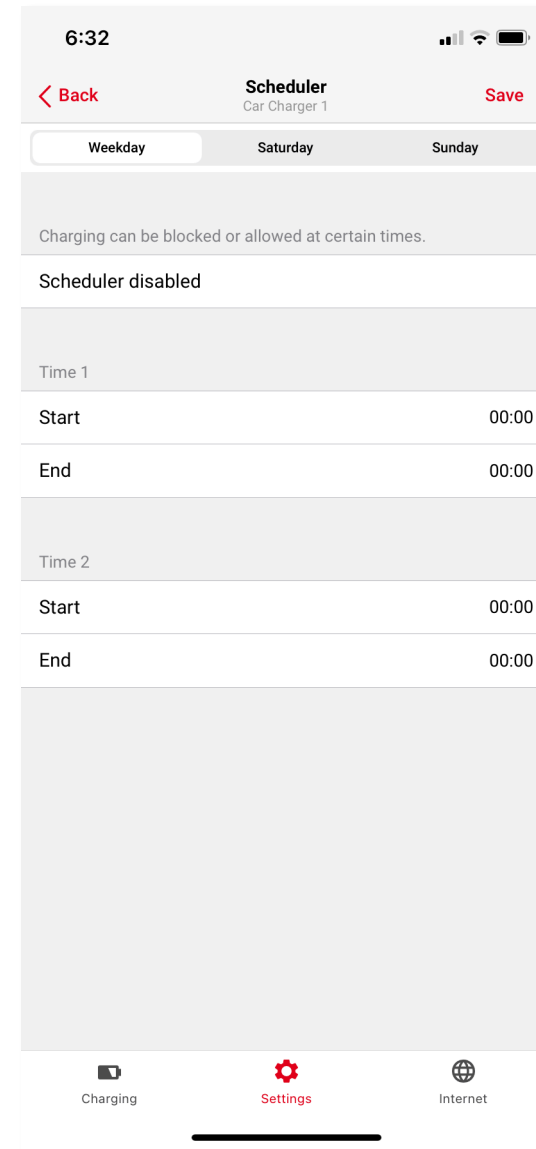 6:32
Back
Scheduler
Save
Car Charger 1
Weekday
Saturday
Sunday
Charging can be blocked or allowed at certain times.
Scheduler disabled
Time 1
Start 00:00
End 00:00
Time 2
Start 00:00
End 00:00
Charging
Settings
Internet